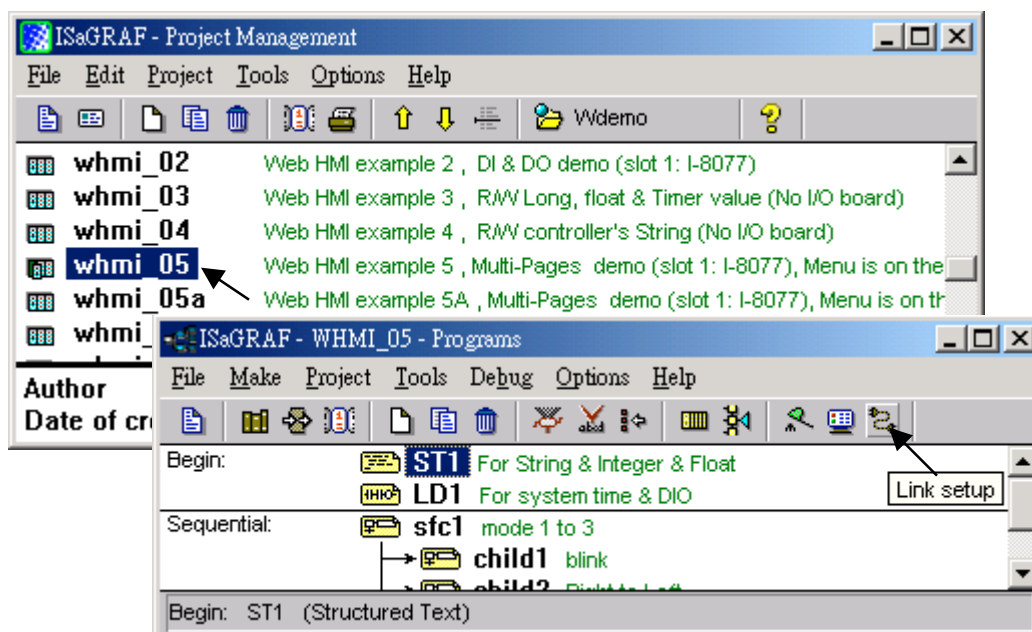 ISaGRAF - Project Management
File Edit Project Tools Options Help
Wdemo
whmi_02 Web HMI example 2 , DI & DO demo (slot 1: I-8077)
whmi_03 Web HMI example 3 , R/W Long, float & Timer value (No I/O board)
whmi_04 Web HMI example 4 , R/W controller's String (No I/O board)
whmi_05 Web HMI example 5 , Multi-Pages demo (slot 1: I-8077), Menu is on the
whmi_05a Web HMI example 5A , Multi-Pages demo (slot 1: I-8077), Menu is on th
whmi_
Author
Date of cr
ISaGRAF - WHMI_05 - Programs
File Make Project Tools Debug Options Help
Begin: ST1 For String & Integer & Float
LD1 For system time & DIO
Link setup
Sequential: sfc1 mode 1 to 3
child1 blink
child2 Right to Left
Begin: ST1 (Structured Text)